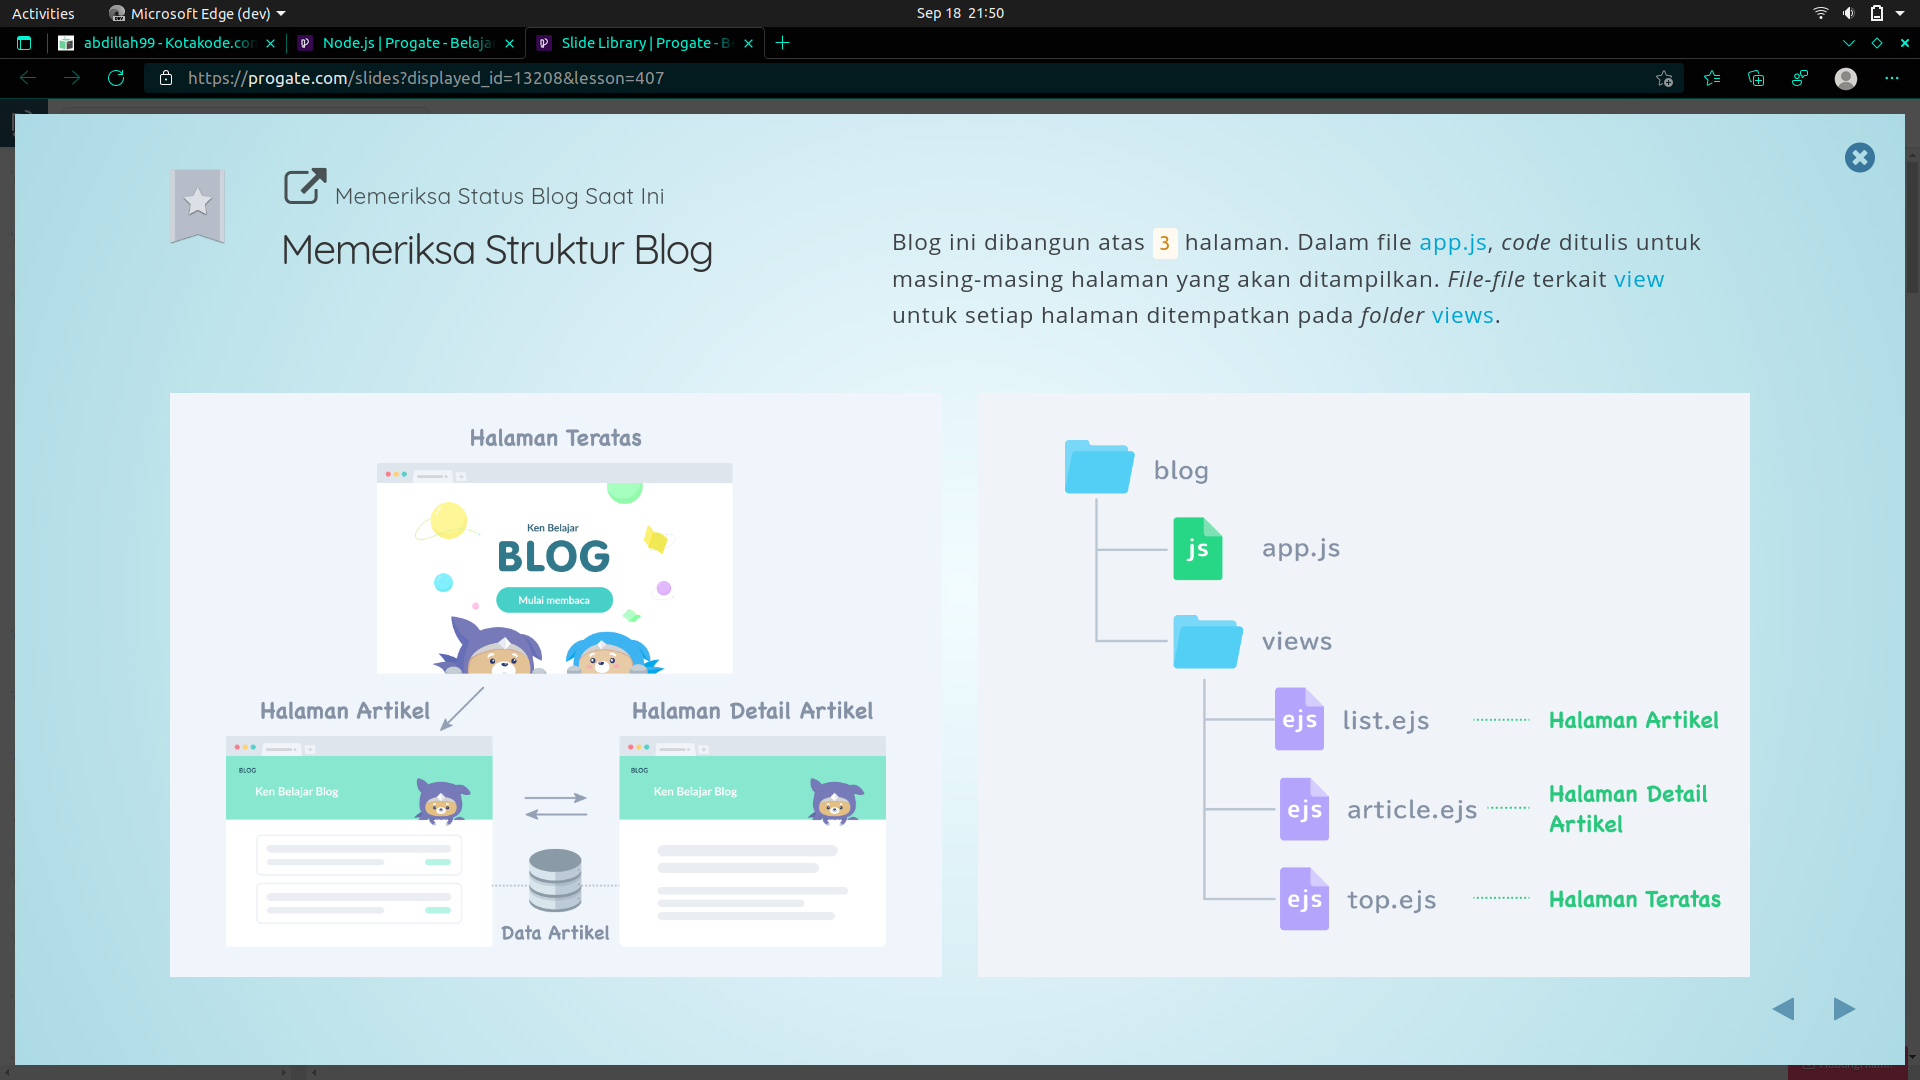 Activities
Microsoft Edge (dev)
Sep 18 21:50
abdillah99 - Kotakode.con
Node.js | Progate - Belaja
Slide Library | Progate - B
https://progate.com/slides?displayed_id=13208&lesson=407
Memeriksa Status Blog Saat Ini
Memeriksa Struktur Blog
Blog ini dibangun atas 3 halaman. Dalam file app.js, code ditulis untuk
masing-masing halaman yang akan ditampilkan. File-file terkait view
untuk setiap halaman ditempatkan pada folder views.
Halaman Teratas
Ken Belajar
BLOG
Mulai membaca
Halaman Artikel
BLOG
Ken Belajar Blog
Halaman Detail Artikel
BLOG
Ken Belajar Blog
Data Artikel
blog
js
app.js
views
ejs
list.ejs
Halaman Artikel
ejs
article.ejs
Halaman Detail
Artikel
ejs
top.ejs
Halaman Teratas